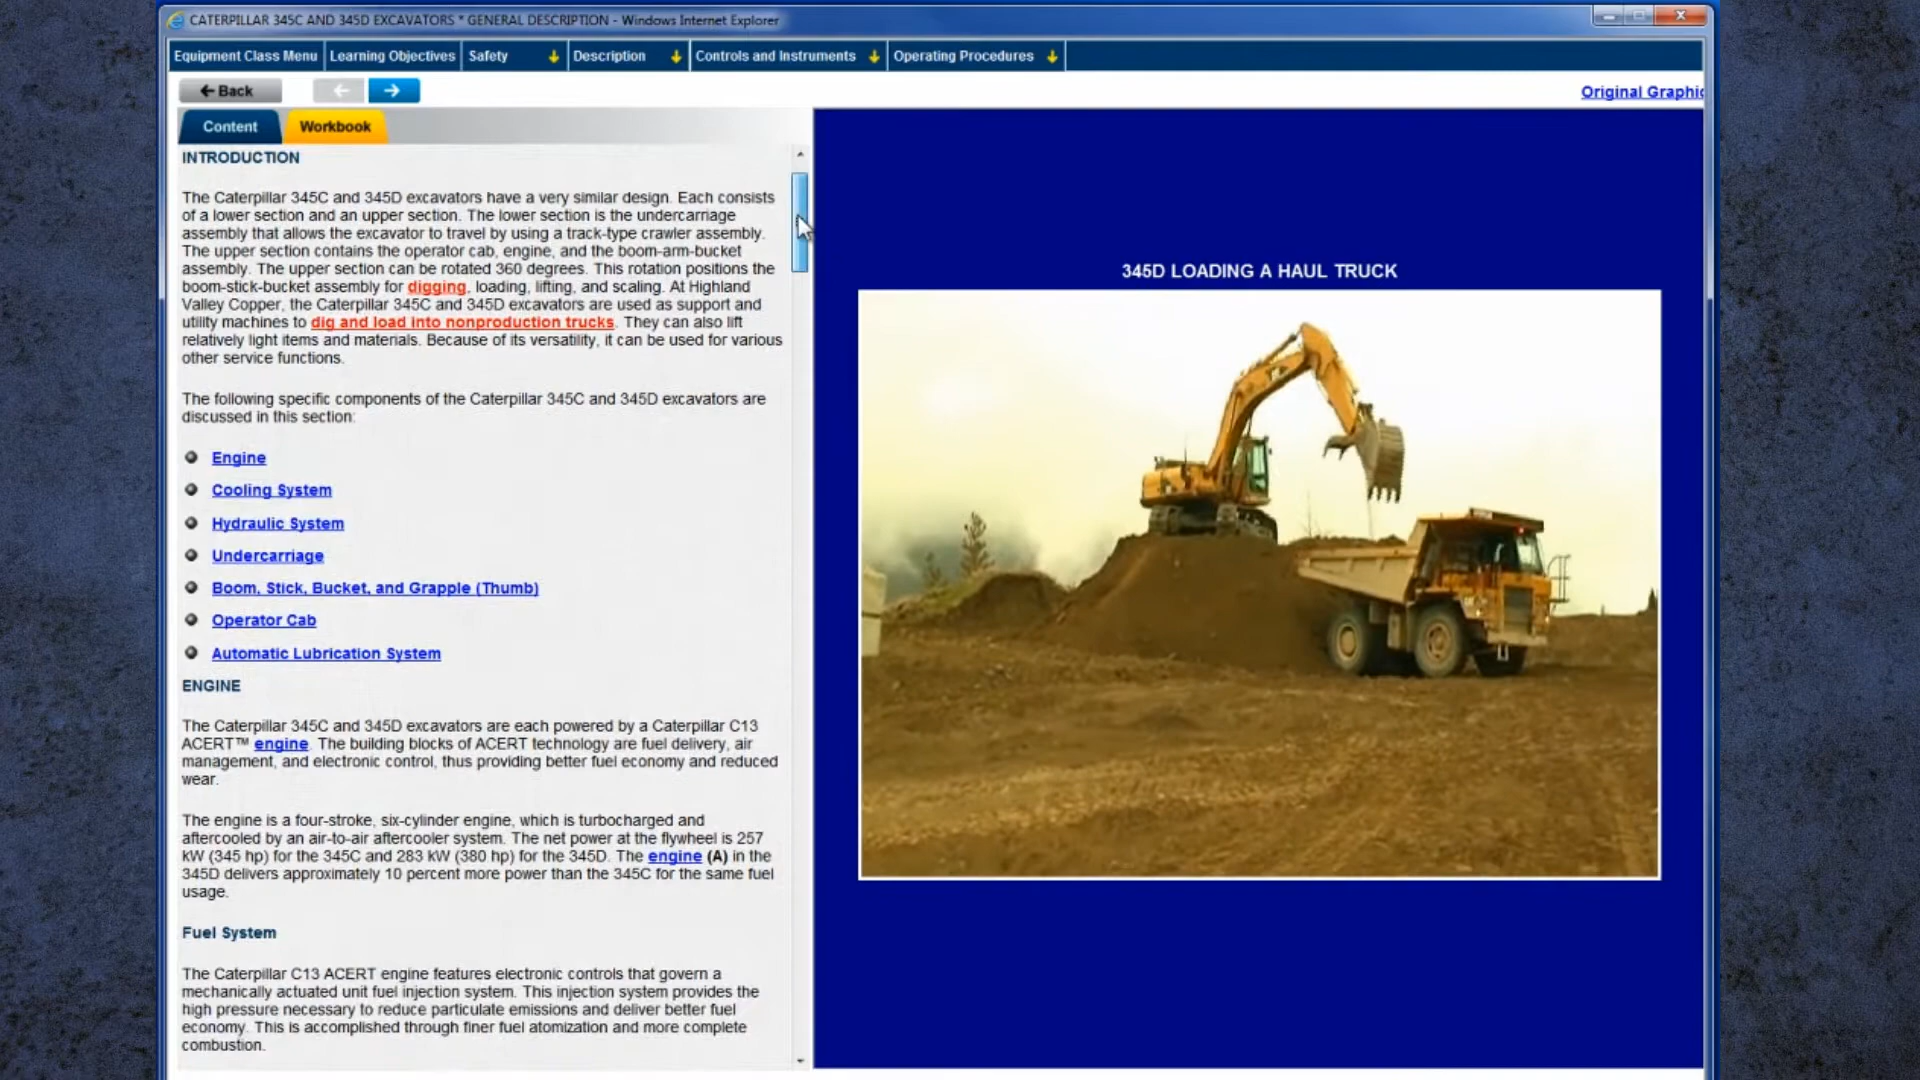 CATERPILLAR 345C AND 345D EXCAVATORS * GENERAL DESCRIPTION - Windows Internet Explorer
Equipment Class Menu
Learning Objectives
Safety
Description
Controls and Instruments
Operating Procedures
Back
Original Graphic
Content
Workbook
INTRODUCTION
The Caterpillar 345C and 345D excavators have a very similar design. Each consists
of a lower section and an upper section. The lower section is the undercarriage
assembly that allows the excavator to travel by using a track-type crawler assembly.
The upper section contains the operator cab, engine, and the boom-arm-bucket
assembly. The upper section can be rotated 360 degrees. This rotation positions the
boom-stick-bucket assembly for digging, loading, lifting, and scaling. At Highland
Valley Copper, the Caterpillar 345C and 345D excavators are used as support and
utility machines to dig and load into nonproduction trucks. They can also lift
relatively light items and materials. Because of its versatility, it can be used for various
other service functions.
The following specific components of the Caterpillar 345C and 345D excavators are
discussed in this section:
Engine
Cooling System
Hydraulic System
Undercarriage
Boom, Stick, Bucket, and Grapple (Thumb)
Operator Cab
Automatic Lubrication System
ENGINE
The Caterpillar 345C and 345D excavators are each powered by a Caterpillar C13
ACERT™ engine. The building blocks of ACERT technology are fuel delivery, air
management, and electronic control, thus providing better fuel economy and reduced
wear.
The engine is a four-stroke, six-cylinder engine, which is turbocharged and
aftercooled by an air-to-air aftercooler system. The net power at the flywheel is 257
kW (345 hp) for the 345C and 283 kW (380 hp) for the 345D. The engine (A) in the
345D delivers approximately 10 percent more power than the 345C for the same fuel
usage.
Fuel System
The Caterpillar C13 ACERT engine features electronic controls that govern a
mechanically actuated unit fuel injection system. This injection system provides the
high pressure necessary to reduce particulate emissions and deliver better fuel
economy. This is accomplished through finer fuel atomization and more complete
combustion.
345D LOADING A HAUL TRUCK